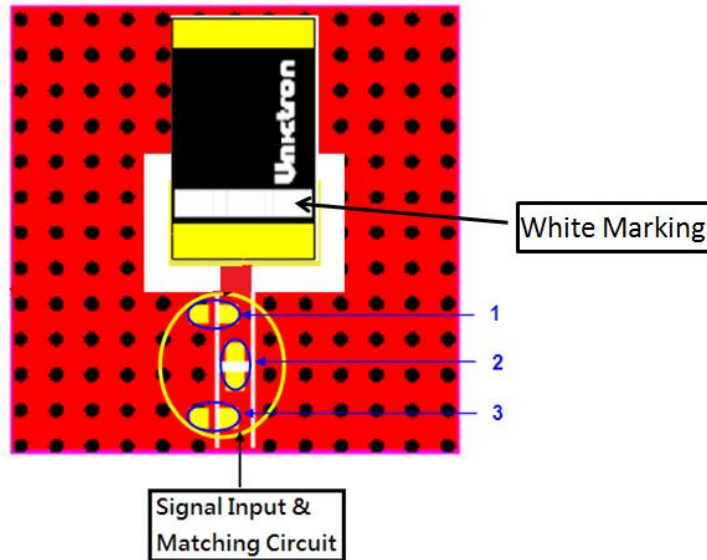 Unictron
White Marking
1
2
3
Signal Input &
Matching Circuit